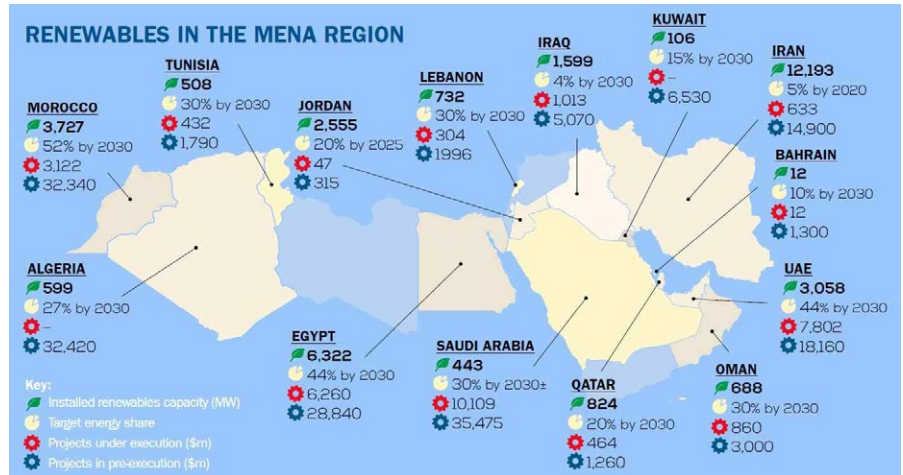 RENEWABLES IN THE MENA REGION
MOROCCO
3,727
52% by 2030
3,122
32,340
TUNISIA
508
30% by 2030
432
1,790
JORDAN
2,555
20% by 2025
47
315
LEBANON
732
30% by 2030
304
1996
IRAQ
1,599
4% by 2030
1,013
5,070
KUWAIT
106
15% by 2030
–
6,530
IRAN
12,193
5% by 2020
633
14,900
BAHRAIN
12
10% by 2030
12
1,300
ALGERIA
599
27% by 2030
–
32,420
EGYPT
6,322
44% by 2030
6,260
28,840
SAUDI ARABIA
443
30% by 2030±
10,109
35,475
QATAR
824
20% by 2030
464
1,260
UAE
3,058
44% by 2030
7,802
18,160
OMAN
688
30% by 2030
860
3,000
Key:
Installed renewables capacity (MW)
Target energy share
Projects under execution ($m)
Projects in pre-execution ($m)